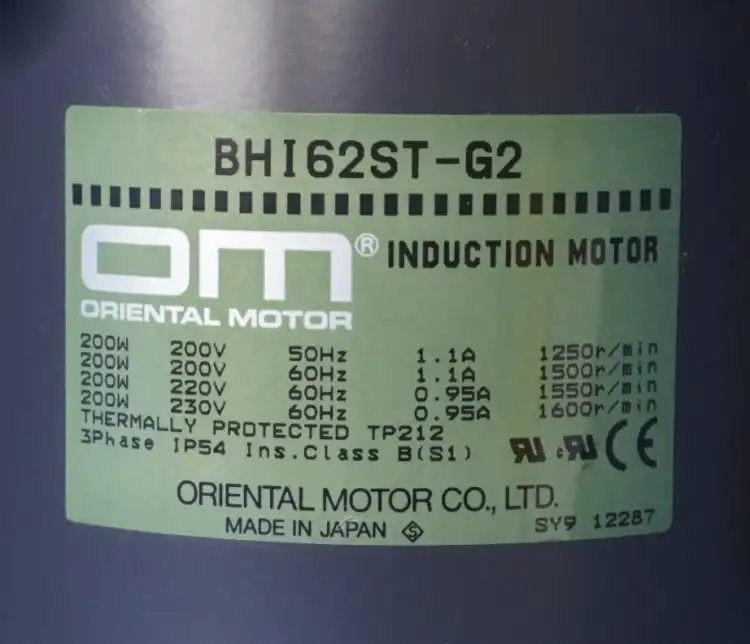 BHI62ST-G2
OM® INDUCTION MOTOR
ORIENTAL MOTOR
200W 200V 50Hz 1.1A 1250r/min
200W 200V 60Hz 1.1A 1500r/min
200W 220V 60Hz 0.95A 1550r/min
200W 230V 60Hz 0.95A 1600r/min
THERMALLY PROTECTED TP212
3Phase IP54 Ins.Class B(S1)
RU c RU CE
ORIENTAL MOTOR CO., LTD.
MADE IN JAPAN S
SY9 12287